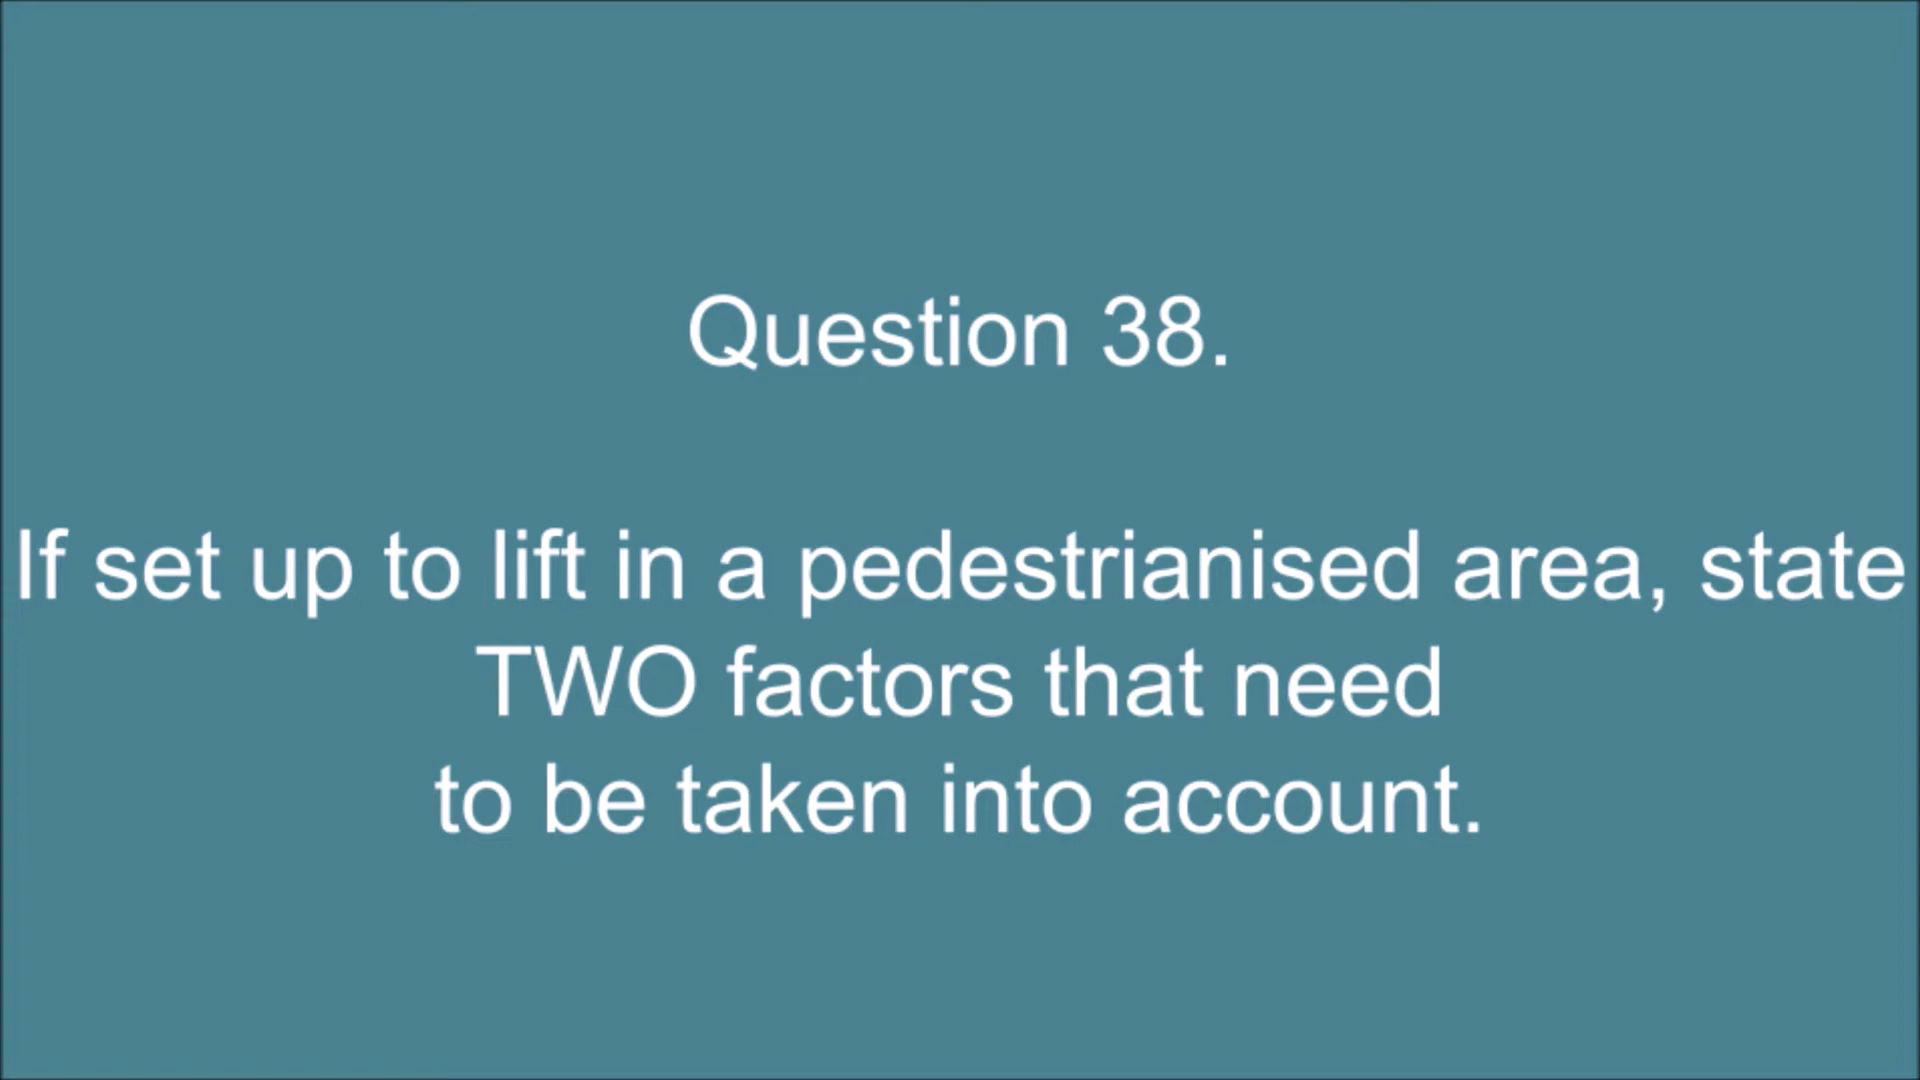 Question 38.
If set up to lift in a pedestrianised area, state
TWO factors that need
to be taken into account.